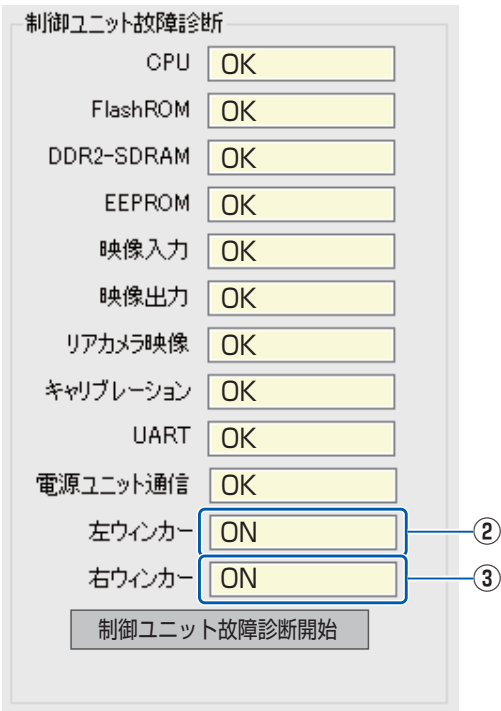 制御ユニット故障診断
CPU OK
FlashROM OK
DDR2-SDRAM OK
EEPROM OK
映像入力 OK
映像出力 OK
リアカメラ映像 OK
キャリブレーション OK
UART OK
電源ユニット通信 OK
左ウィンカー ON ②
右ウィンカー ON ③
制御ユニット故障診断開始